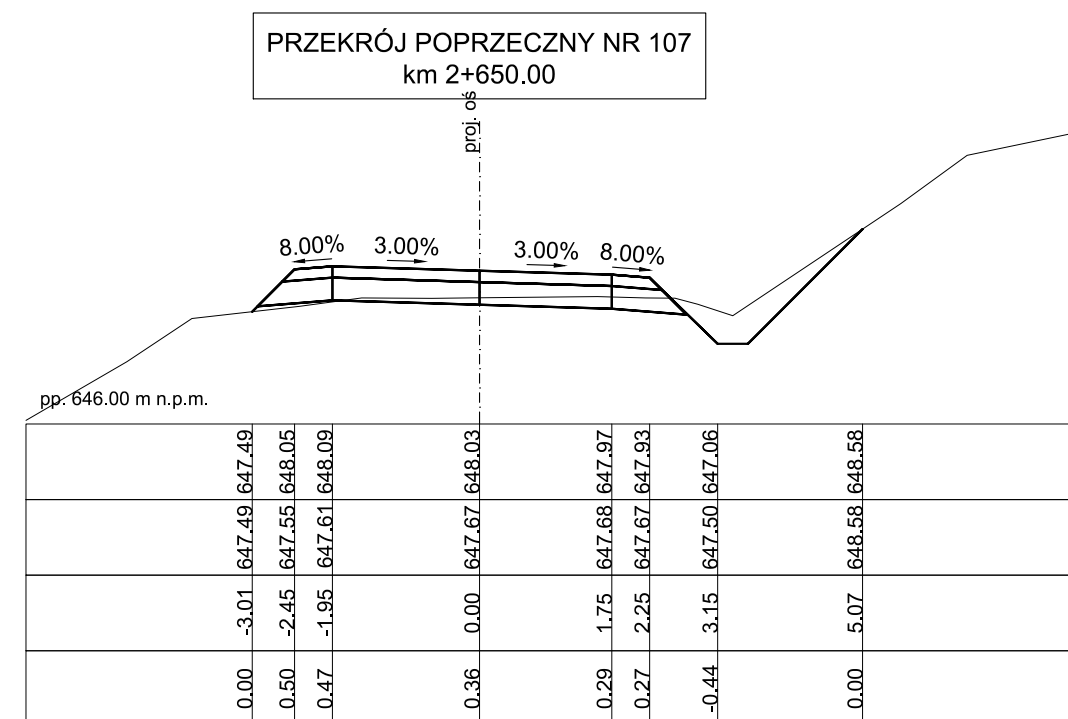 PRZEKRÓJ POPRZECZNY NR 107
km 2+650.00
proj. oś
8.00% 3.00% 3.00% 8.00%
pp. 646.00 m n.p.m.
647.49 648.05 648.09 648.03 647.97 647.93 647.06 648.58
647.49 647.55 647.61 647.67 647.68 647.67 647.50 648.58
-3.01 -2.45 -1.95 0.00 1.75 2.25 3.15 5.07
0.00 0.50 0.47 0.36 0.29 0.27 -0.44 0.00